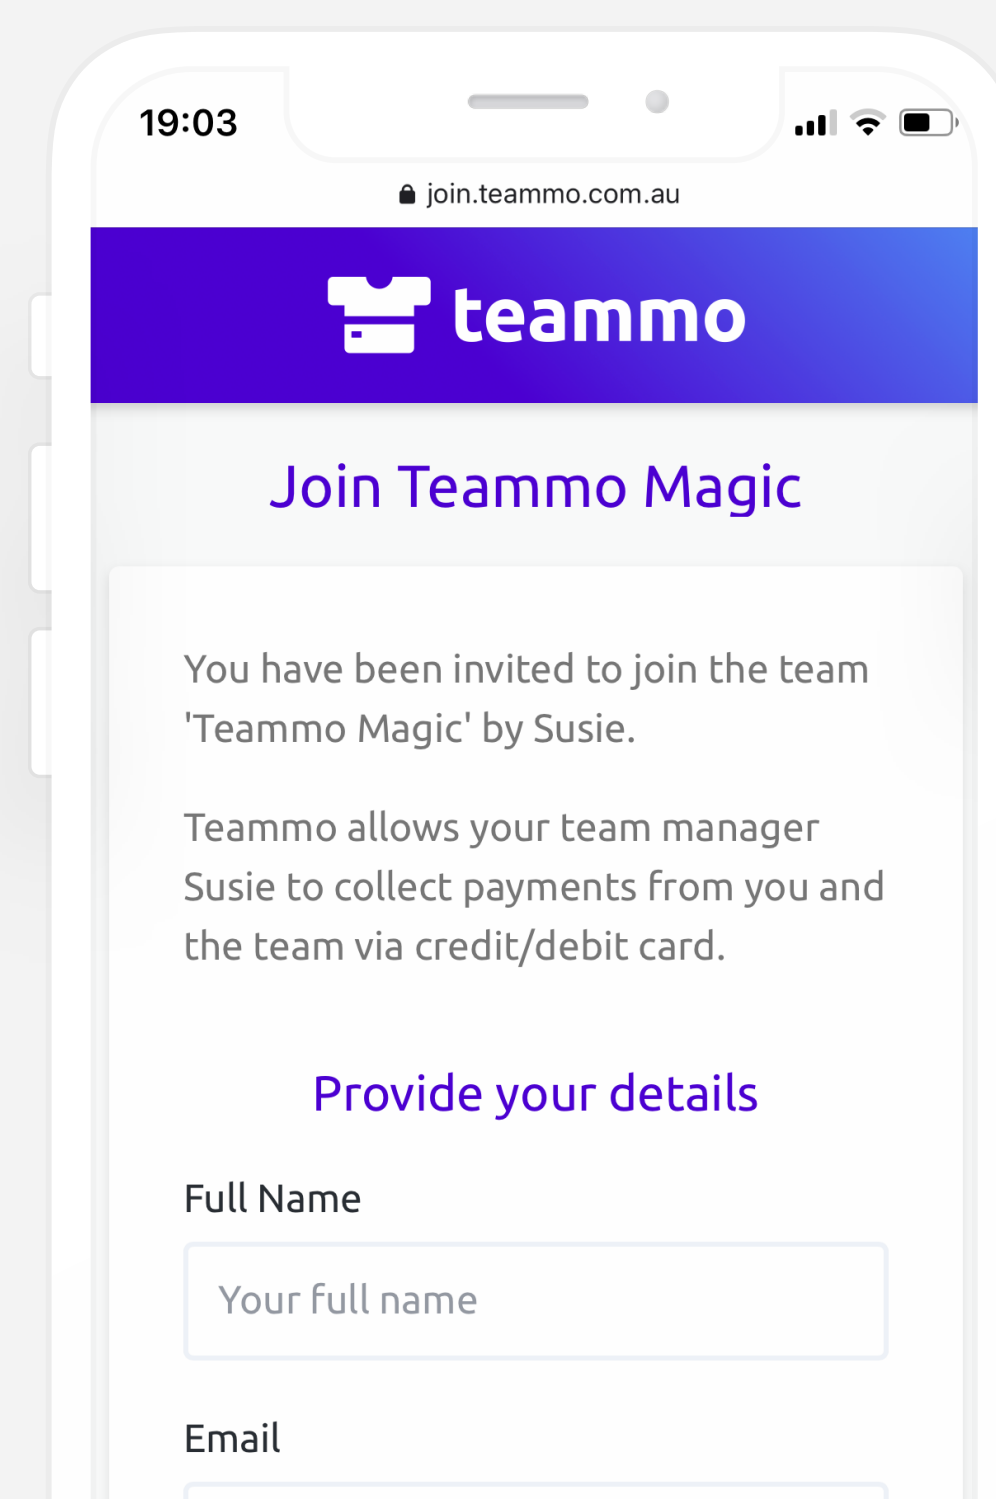 19:03
join.teammo.com.au
teammo
Join Teammo Magic
You have been invited to join the team
'Teammo Magic' by Susie.
Teammo allows your team manager
Susie to collect payments from you and
the team via credit/debit card.
Provide your details
Full Name
Your full name
Email